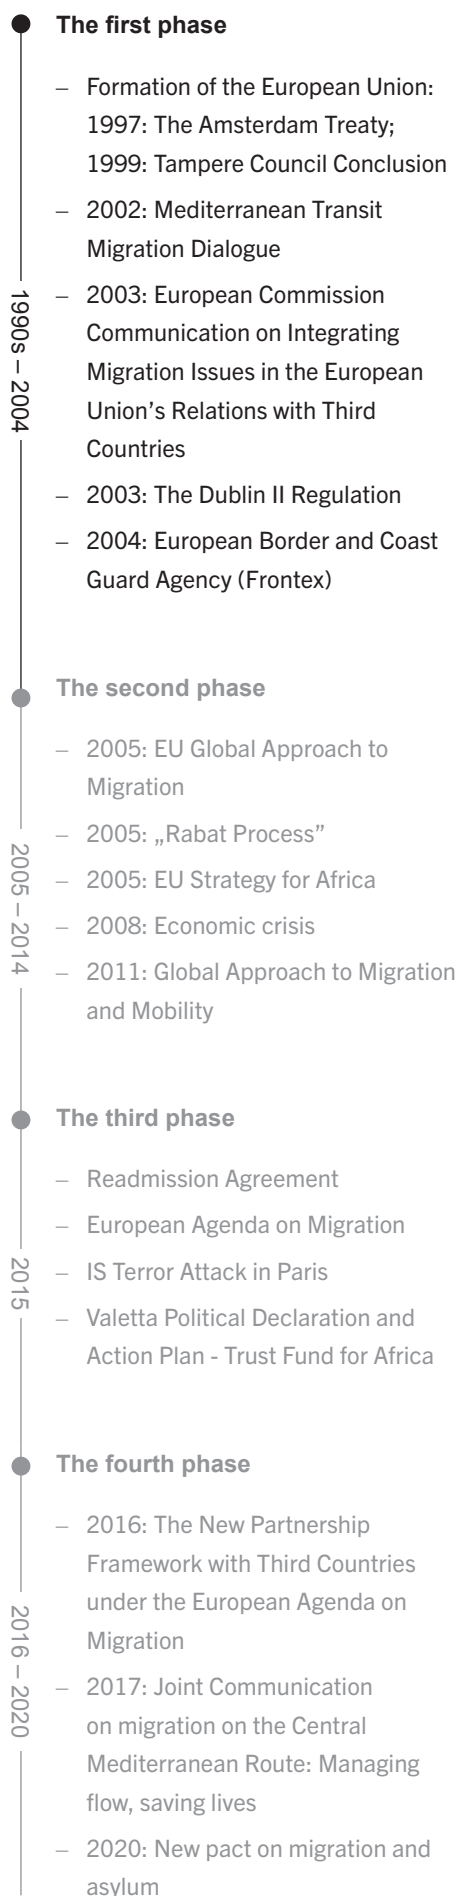 The first phase
– Formation of the European Union:
1997: The Amsterdam Treaty;
1999: Tampere Council Conclusion
– 2002: Mediterranean Transit
Migration Dialogue
– 2003: European Commission
Communication on Integrating
Migration Issues in the European
Union's Relations with Third
Countries
– 2003: The Dublin II Regulation
– 2004: European Border and Coast
Guard Agency (Frontex)
1990s – 2004
The second phase
– 2005: EU Global Approach to
Migration
– 2005: „Rabat Process”
– 2005: EU Strategy for Africa
– 2008: Economic crisis
– 2011: Global Approach to Migration
and Mobility
2005 – 2014
The third phase
– Readmission Agreement
– European Agenda on Migration
– IS Terror Attack in Paris
– Valetta Political Declaration and
Action Plan - Trust Fund for Africa
2015
The fourth phase
– 2016: The New Partnership
Framework with Third Countries
under the European Agenda on
Migration
– 2017: Joint Communication
on migration on the Central
Mediterranean Route: Managing
flow, saving lives
– 2020: New pact on migration and
asylum
2016 – 2020